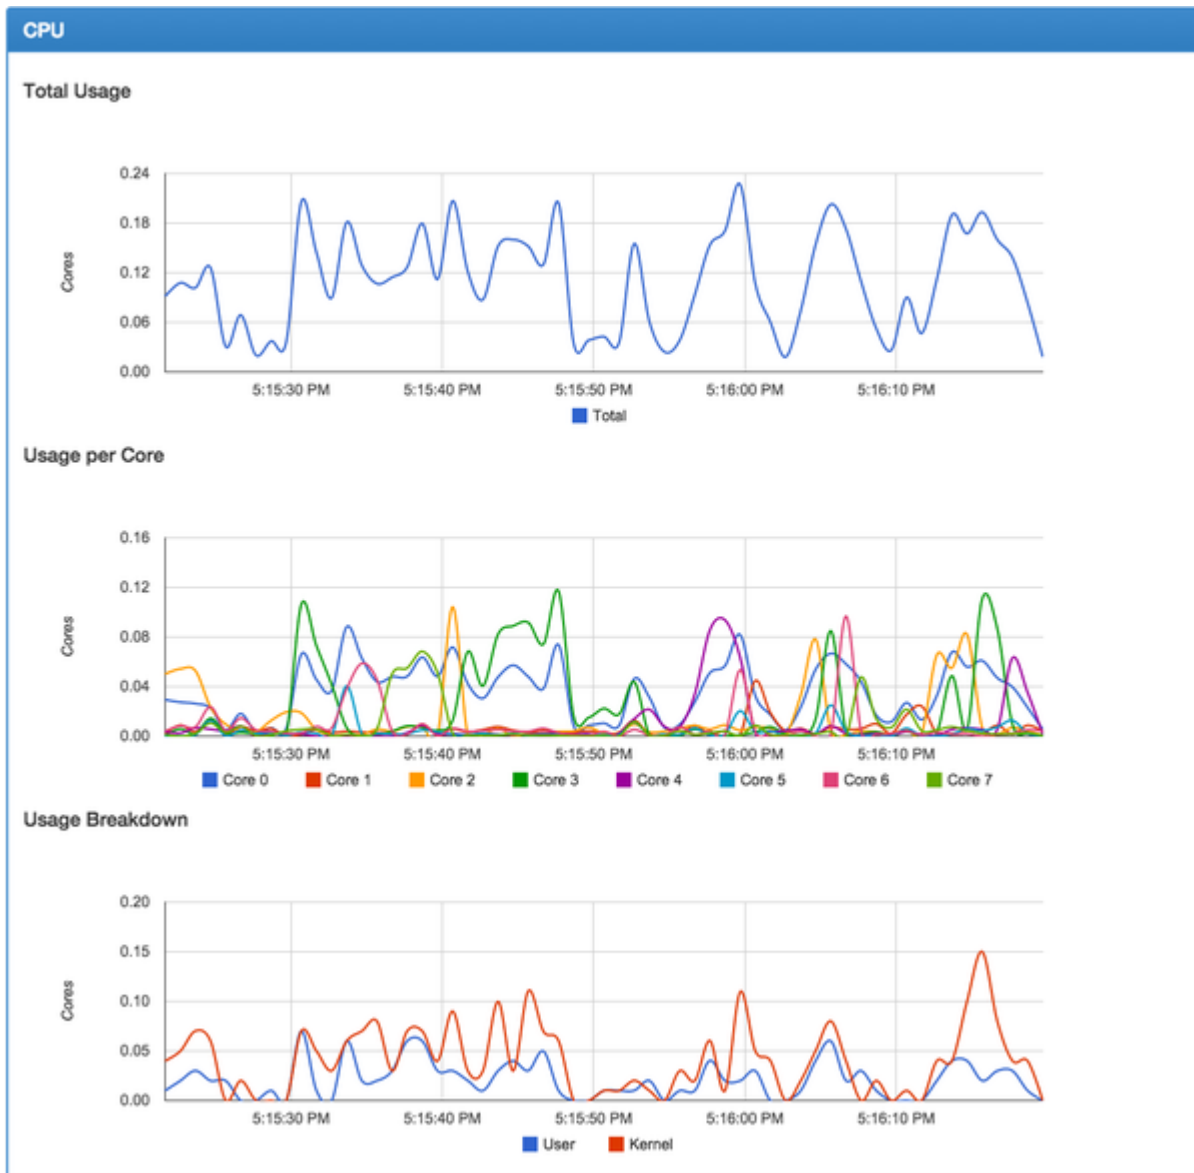 CPU
Total Usage
0.24
0.18
0.12
0.06
0.00
Cores
5:15:30 PM 5:15:40 PM 5:15:50 PM 5:16:00 PM 5:16:10 PM
Total
Usage per Core
0.16
0.12
0.08
0.04
0.00
Cores
5:15:30 PM 5:15:40 PM 5:15:50 PM 5:16:00 PM 5:16:10 PM
Core 0 Core 1 Core 2 Core 3 Core 4 Core 5 Core 6 Core 7
Usage Breakdown
0.20
0.15
0.10
0.05
0.00
Cores
5:15:30 PM 5:15:40 PM 5:15:50 PM 5:16:00 PM 5:16:10 PM
User Kernel